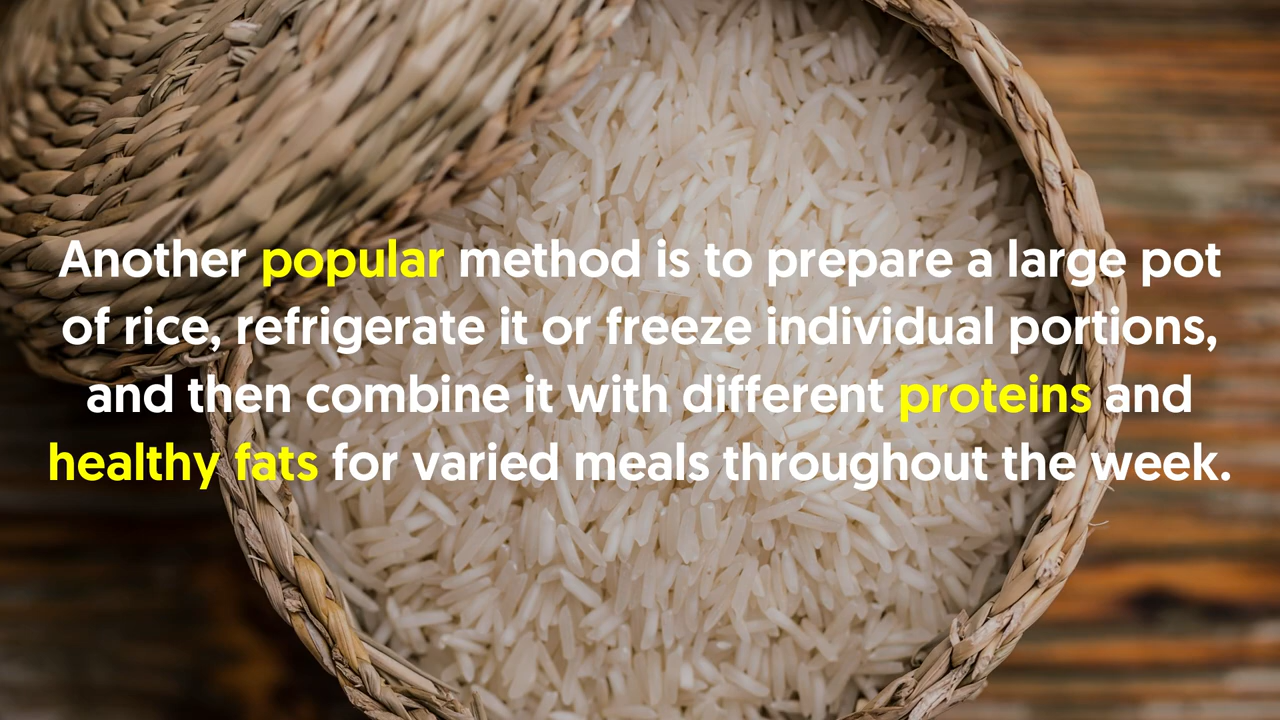 Another popular method is to prepare a large pot
of rice, refrigerate it or freeze individual portions,
and then combine it with different proteins and
healthy fats for varied meals throughout the week.